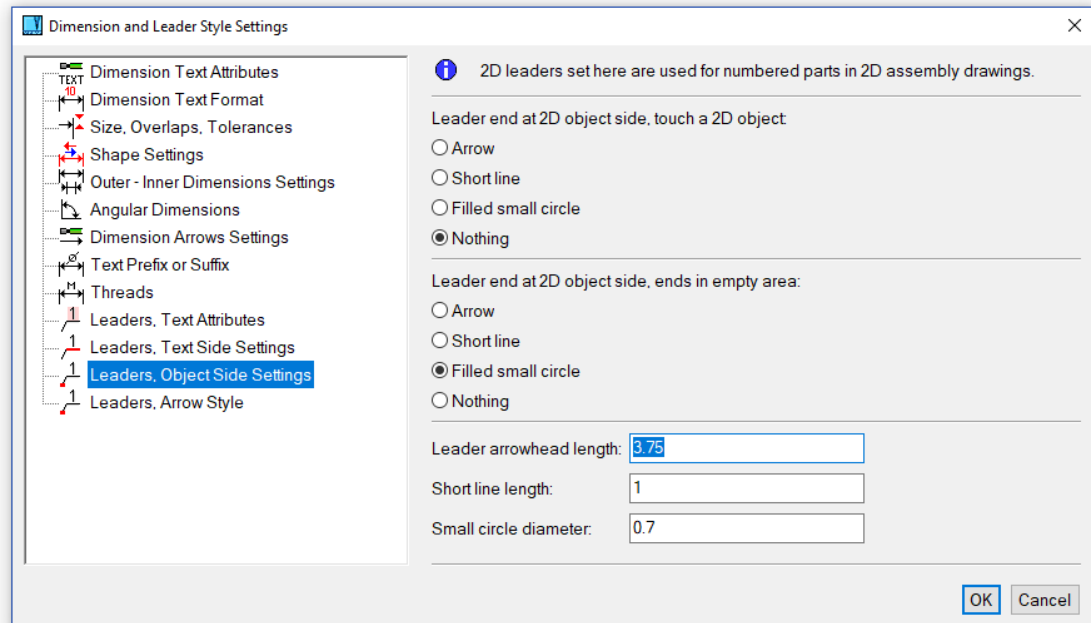 Dimension and Leader Style Settings
TEXT
Dimension Text Attributes
10
Dimension Text Format
Size, Overlaps, Tolerances
Shape Settings
Outer - Inner Dimensions Settings
Angular Dimensions
Dimension Arrows Settings
Text Prefix or Suffix
M
Threads
1
Leaders, Text Attributes
1
Leaders, Text Side Settings
1
Leaders, Object Side Settings
1
Leaders, Arrow Style
2D leaders set here are used for numbered parts in 2D assembly drawings.
Leader end at 2D object side, touch a 2D object:
Arrow
Short line
Filled small circle
Nothing
Leader end at 2D object side, ends in empty area:
Arrow
Short line
Filled small circle
Nothing
Leader arrowhead length: 3.75
Short line length: 1
Small circle diameter: 0.7
OK Cancel